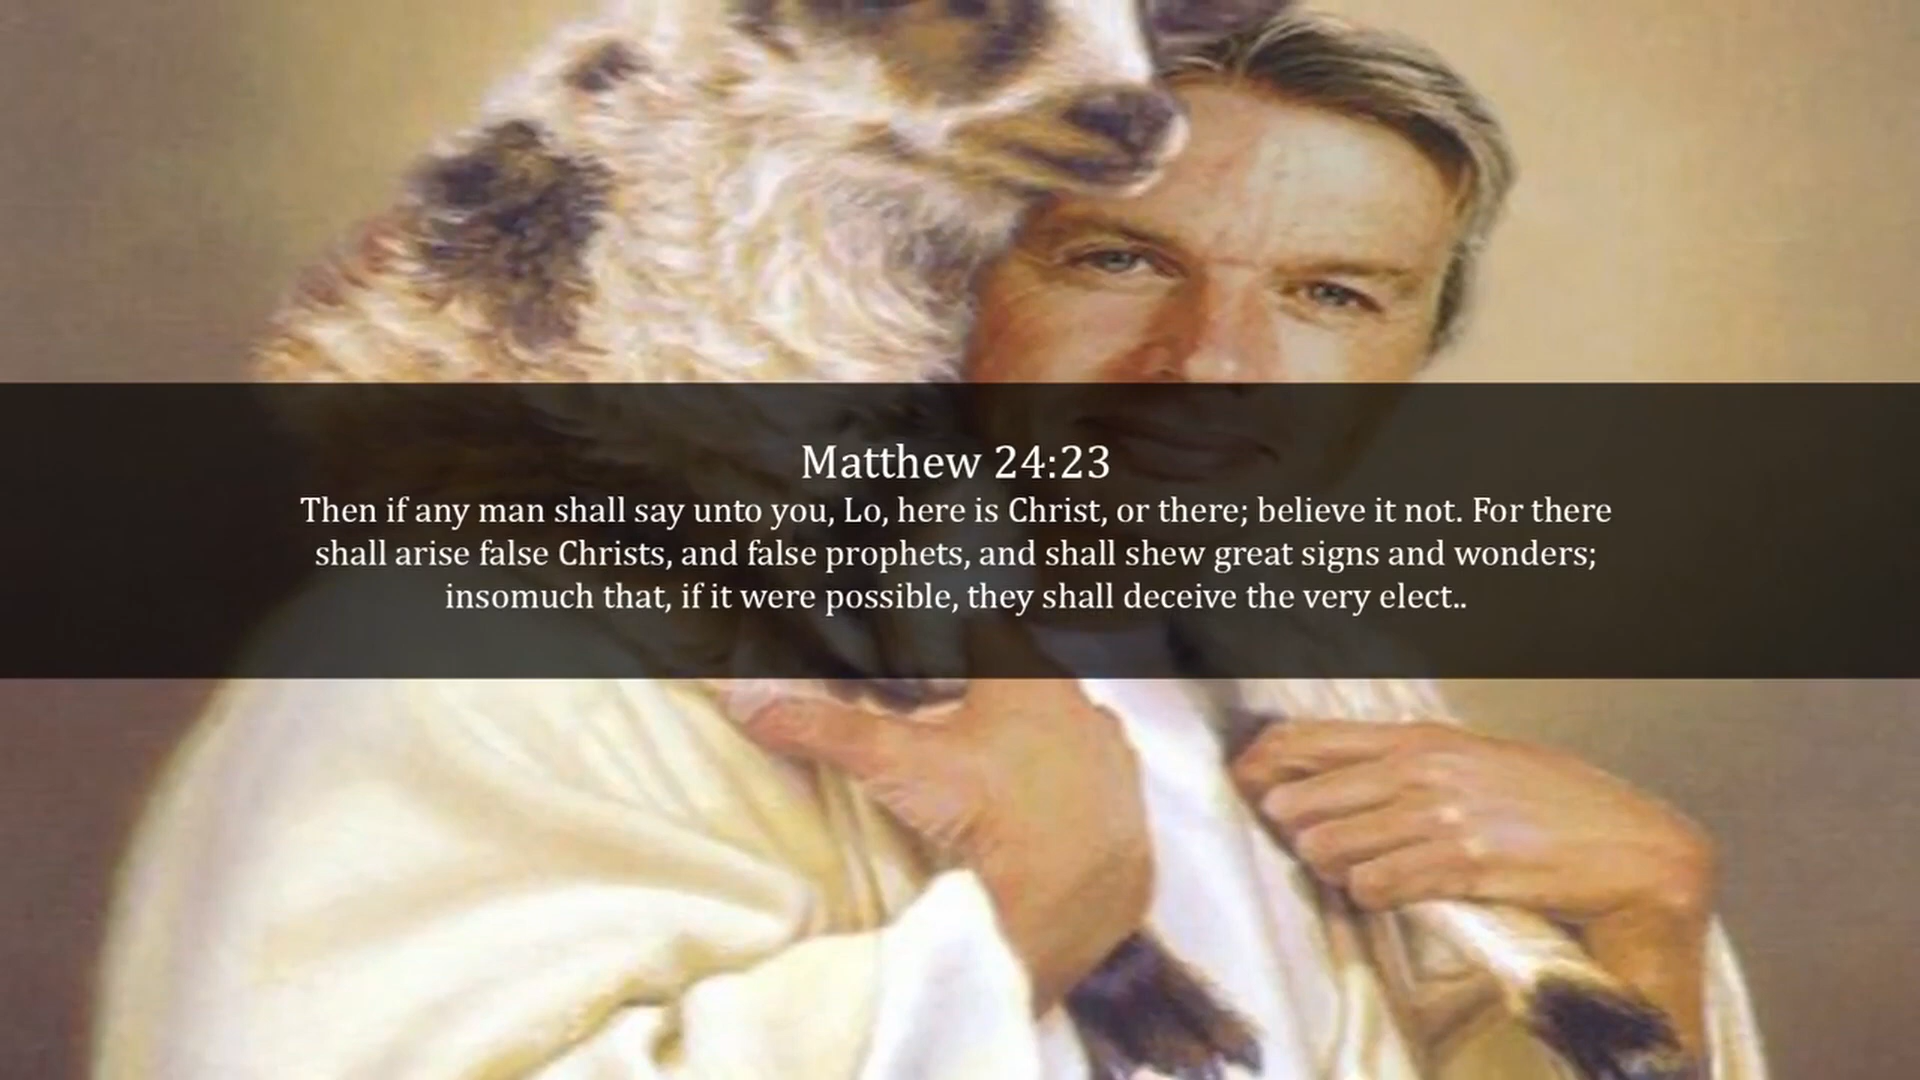 Matthew 24:23
Then if any man shall say unto you, Lo, here is Christ, or there; believe it not. For there
shall arise false Christs, and false prophets, and shall shew great signs and wonders;
insomuch that, if it were possible, they shall deceive the very elect..